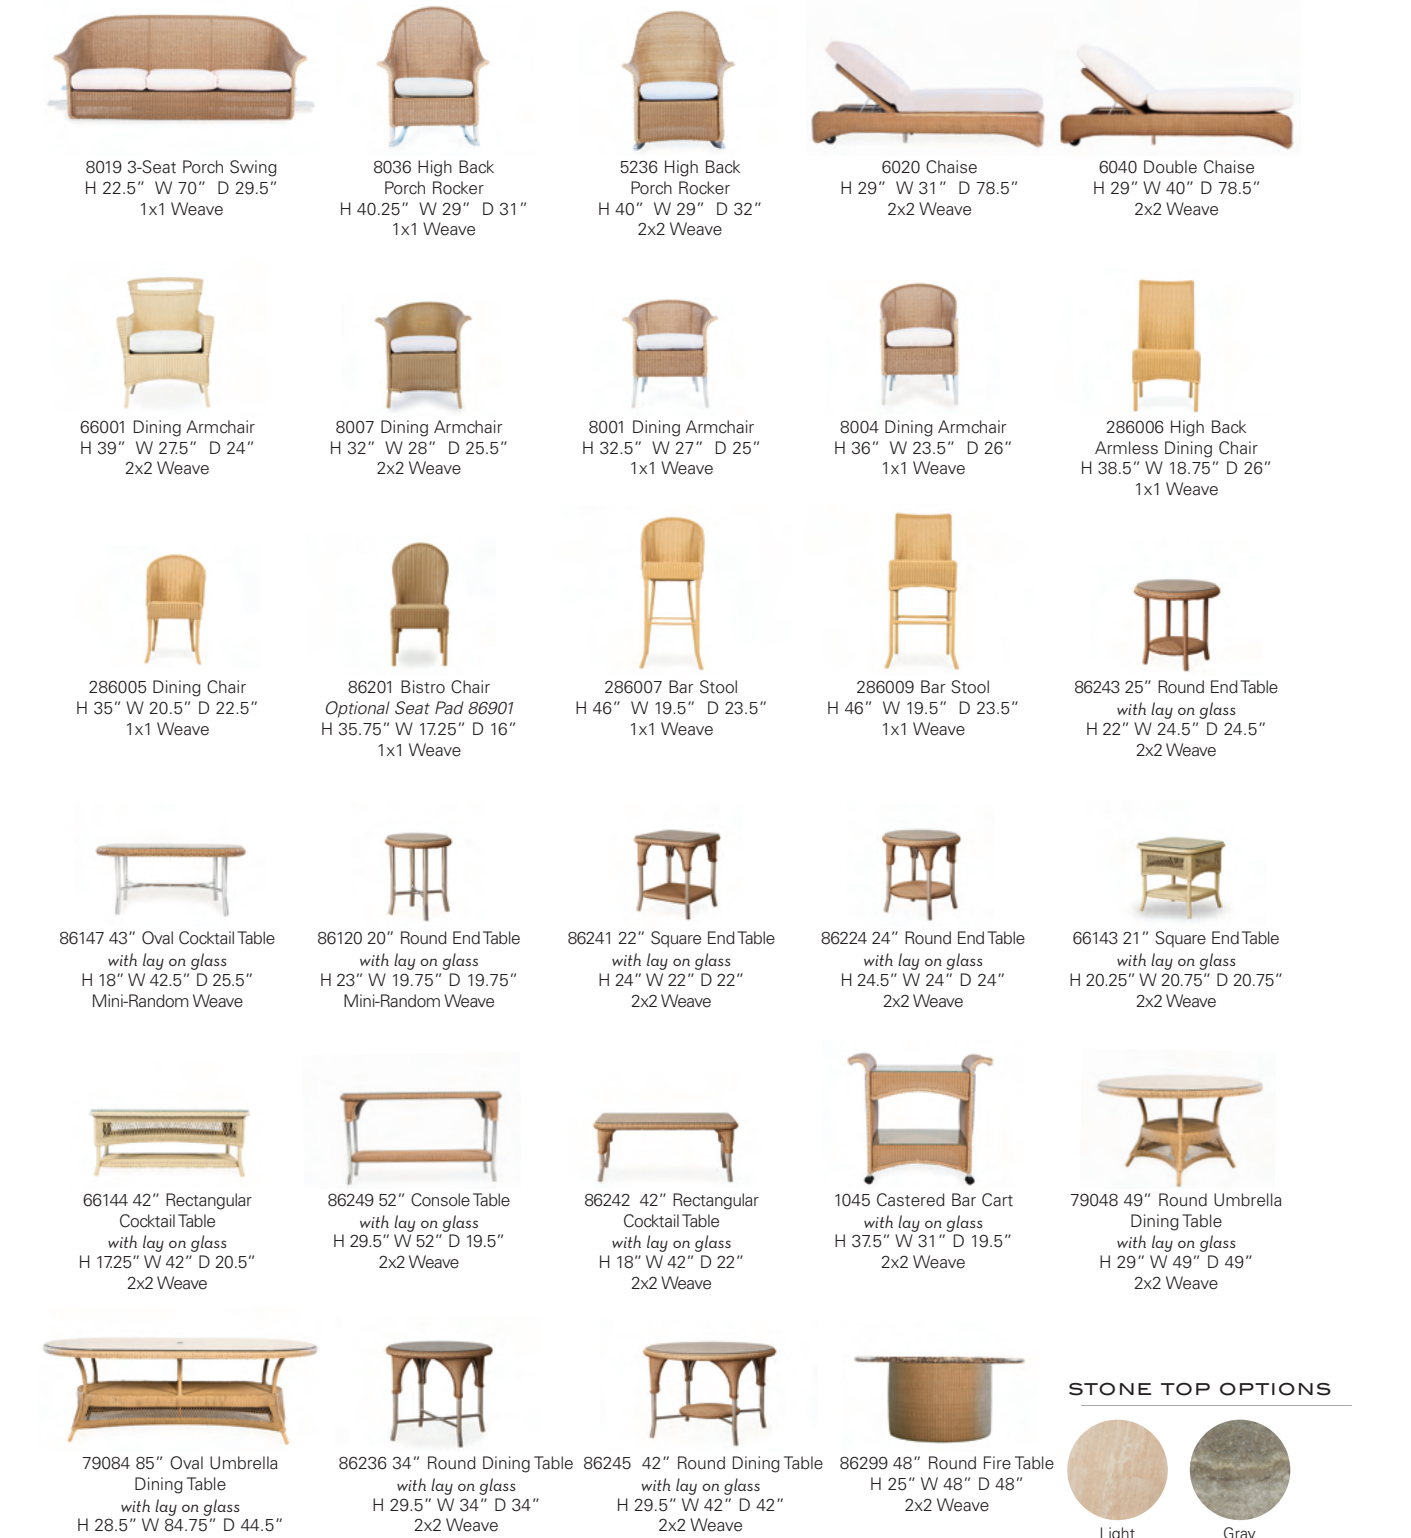 8019 3-Seat Porch Swing
H 22.5” W 70” D 29.5”
1x1 Weave
8036 High Back
Porch Rocker
H 40.25” W 29” D 31”
1x1 Weave
5236 High Back
Porch Rocker
H 40” W 29” D 32”
2x2 Weave
6020 Chaise
H 29” W 31” D 78.5”
2x2 Weave
6040 Double Chaise
H 29” W 40” D 78.5”
2x2 Weave
66001 Dining Armchair
H 39” W 27.5” D 24”
2x2 Weave
8007 Dining Armchair
H 32” W 28” D 25.5”
2x2 Weave
8001 Dining Armchair
H 32.5” W 27” D 25”
1x1 Weave
8004 Dining Armchair
H 36” W 23.5” D 26”
1x1 Weave
286006 High Back
Armless Dining Chair
H 38.5” W 18.75” D 26”
1x1 Weave
286005 Dining Chair
H 35” W 20.5” D 22.5”
1x1 Weave
86201 Bistro Chair
Optional Seat Pad 86901
H 35.75” W 17.25” D 16”
1x1 Weave
286007 Bar Stool
H 46” W 19.5” D 23.5”
1x1 Weave
286009 Bar Stool
H 46” W 19.5” D 23.5”
1x1 Weave
86243 25” Round End Table
with lay on glass
H 22” W 24.5” D 24.5”
2x2 Weave
86147 43” Oval Cocktail Table
with lay on glass
H 18” W 42.5” D 25.5”
Mini-Random Weave
86120 20” Round End Table
with lay on glass
H 23” W 19.75” D 19.75”
Mini-Random Weave
86241 22” Square End Table
with lay on glass
H 24” W 22” D 22”
2x2 Weave
86224 24” Round End Table
with lay on glass
H 24.5” W 24” D 24”
2x2 Weave
66143 21” Square End Table
with lay on glass
H 20.25” W 20.75” D 20.75”
2x2 Weave
66144 42” Rectangular
Cocktail Table
with lay on glass
H 17.25” W 42” D 20.5”
2x2 Weave
86249 52” Console Table
with lay on glass
H 29.5” W 52” D 19.5”
2x2 Weave
86242 42” Rectangular
Cocktail Table
with lay on glass
H 18” W 42” D 22”
2x2 Weave
1045 Castered Bar Cart
with lay on glass
H 37.5” W 31” D 19.5”
2x2 Weave
79048 49” Round Umbrella
Dining Table
with lay on glass
H 29” W 49” D 49”
2x2 Weave
79084 85” Oval Umbrella
Dining Table
with lay on glass
H 28.5” W 84.75” D 44.5”
86236 34” Round Dining Table
with lay on glass
H 29.5” W 34” D 34”
2x2 Weave
86245 42” Round Dining Table
with lay on glass
H 29.5” W 42” D 42”
2x2 Weave
86299 48” Round Fire Table
H 25” W 48” D 48”
2x2 Weave
STONE TOP OPTIONS
Light
Gray